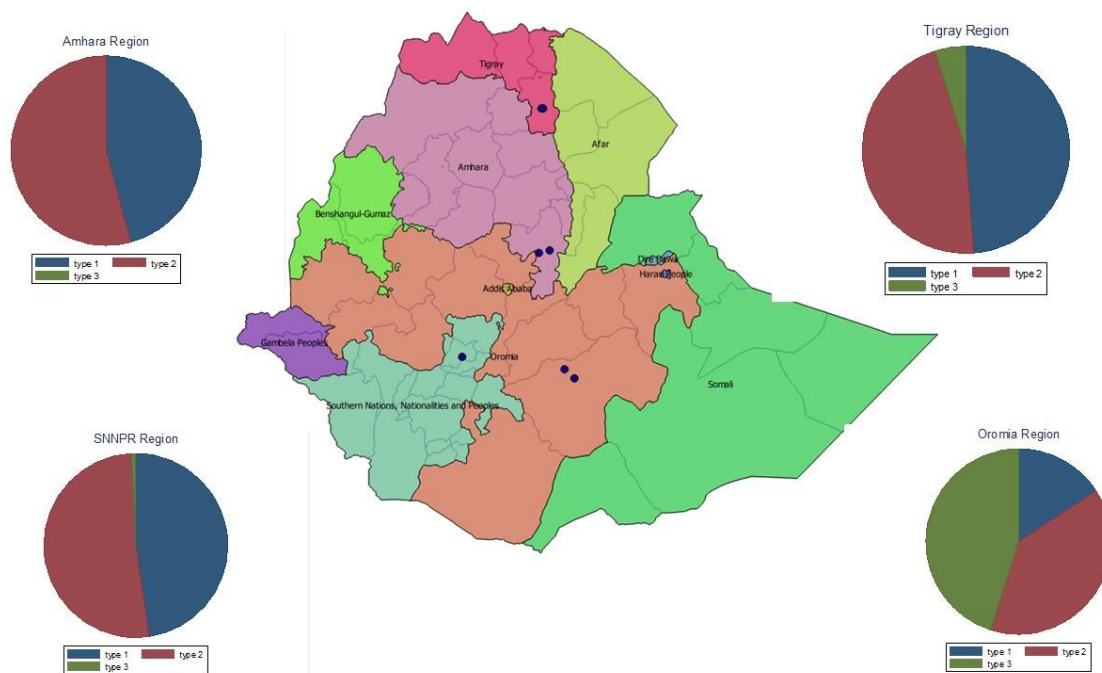 Amhara Region
type 1 type 2
type 3
Tigray Region
type 1 type 2
type 3
Tigray
Afar
Amhara
Benshangul-Gumaz
Dire Dawa
Harari People
Addis Ababa
Gambela Peoples
Oromia
Somali
Southern Nations, Nationalities and Peoples
SNNPR Region
type 1 type 2
type 3
Oromia Region
type 1 type 2
type 3